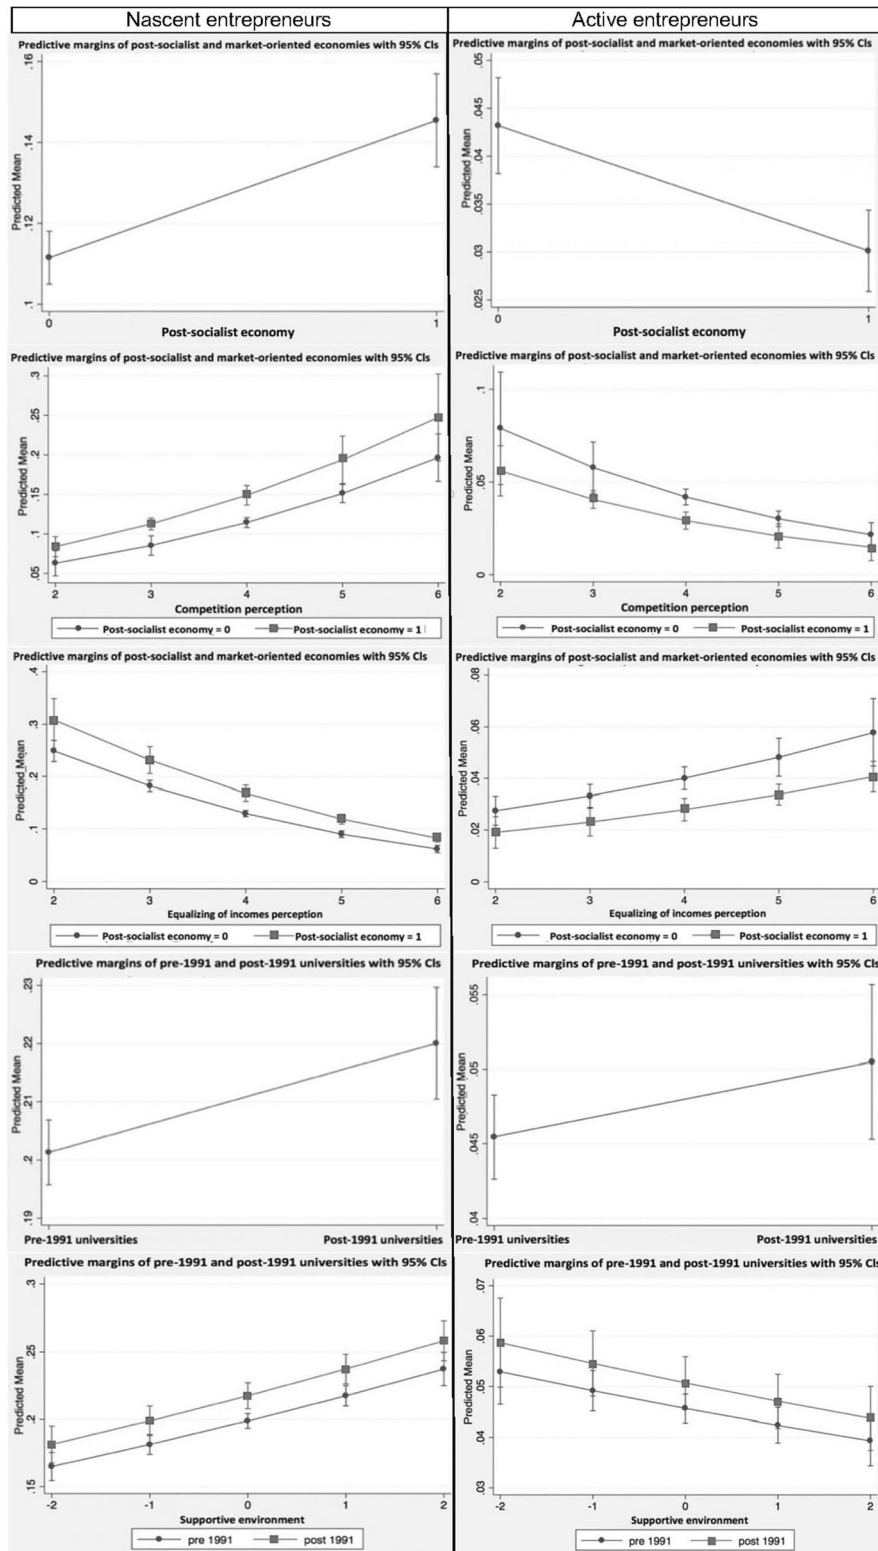 Nascent entrepreneurs
Active entrepreneurs
Predictive margins of post-socialist and market-oriented economies with 95% CIs
Predicted Mean
.16
.14
.12
.1
0
1
Post-socialist economy
Predictive margins of post-socialist and market-oriented economies with 95% CIs
Predicted Mean
.05
.045
.04
.035
.03
.025
0
1
Post-socialist economy
Predictive margins of post-socialist and market-oriented economies with 95% CIs
Predicted Mean
.3
.25
.2
.15
.1
.05
2
3
4
5
6
Competition perception
Post-socialist economy = 0
Post-socialist economy = 1
Predictive margins of post-socialist and market-oriented economies with 95% CIs
Predicted Mean
.1
.05
0
2
3
4
5
6
Competition perception
Post-socialist economy = 0
Post-socialist economy = 1
Predictive margins of post-socialist and market-oriented economies with 95% CIs
Predicted Mean
.4
.3
.2
.1
0
2
3
4
5
6
Equalizing of incomes perception
Post-socialist economy = 0
Post-socialist economy = 1
Predictive margins of post-socialist and market-oriented economies with 95% CIs
Predicted Mean
.08
.06
.04
.02
0
2
3
4
5
6
Equalizing of incomes perception
Post-socialist economy = 0
Post-socialist economy = 1
Predictive margins of pre-1991 and post-1991 universities with 95% CIs
Predicted Mean
.23
.22
.21
.2
.19
Pre-1991 universities
Post-1991 universities
Predictive margins of pre-1991 and post-1991 universities with 95% CIs
Predicted Mean
.055
.05
.045
.04
Pre-1991 universities
Post-1991 universities
Predictive margins of pre-1991 and post-1991 universities with 95% CIs
Predicted Mean
.3
.25
.2
.15
-2
-1
0
1
2
Supportive environment
pre 1991
post 1991
Predictive margins of pre-1991 and post-1991 universities with 95% CIs
Predicted Mean
.07
.06
.05
.04
.03
-2
-1
0
1
2
Supportive environment
pre 1991
post 1991